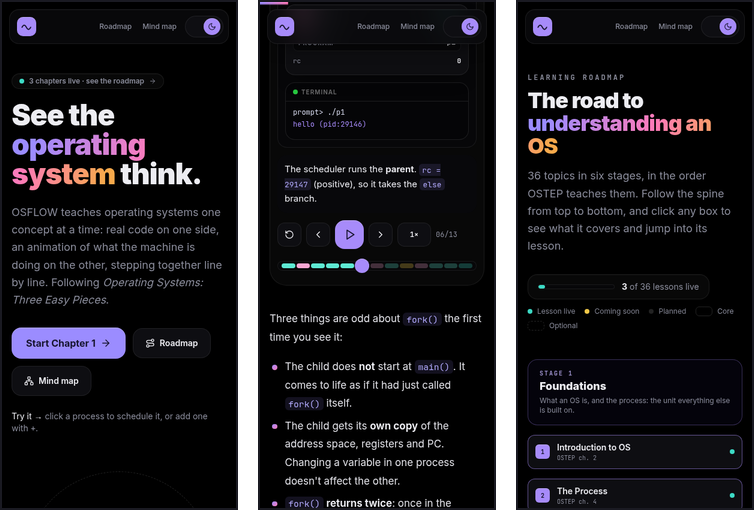 Roadmap Mind map
3 chapters live · see the roadmap →
See the
operating
system think.
OSFLOW teaches operating systems one
concept at a time: real code on one side,
an animation of what the machine is
doing on the other, stepping together line
by line. Following Operating Systems:
Three Easy Pieces.
Start Chapter 1 →
Roadmap
Mind map
Try it → click a process to schedule it, or add one
with +.
Roadmap Mind map
rc 0
TERMINAL
prompt> ./p1
hello (pid:29146)
The scheduler runs the parent. rc =
29147 (positive), so it takes the else
branch.
1× 06/13
Three things are odd about fork() the first
time you see it:
The child does not start at main(). It
comes to life as if it had just called
fork() itself.
The child gets its own copy of the
address space, registers and PC.
Changing a variable in one process
doesn't affect the other.
fork() returns twice: once in the
Roadmap Mind map
LEARNING ROADMAP
The road to
understanding an
OS
36 topics in six stages, in the order
OSTEP teaches them. Follow the spine
from top to bottom, and click any box to
see what it covers and jump into its
lesson.
3 of 36 lessons live
Lesson live Coming soon Planned Core
Optional
STAGE 1
Foundations
What an OS is, and the process: the unit everything else
is built on.
1 Introduction to OS
OSTEP ch. 2
2 The Process
OSTEP ch. 4